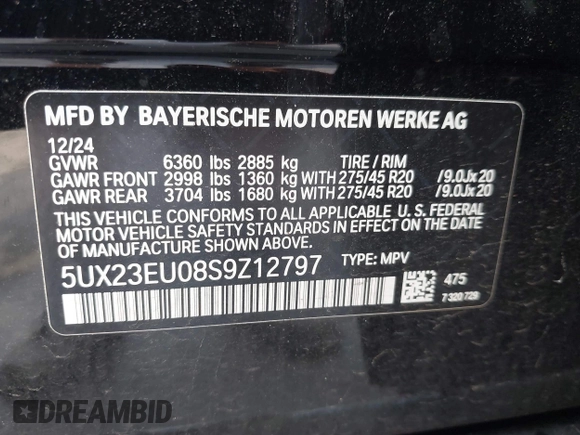 MFD BY BAYERISCHE MOTOREN WERKE AG
12/24
GVWR 6360 lbs 2885 kg TIRE / RIM
GAWR FRONT 2998 lbs 1360 kg WITH 275/45 R20 /9.0Jx20
GAWR REAR 3704 lbs 1680 kg WITH 275/45 R20 /9.0Jx20
THIS VEHICLE CONFORMS TO ALL APPLICABLE U.S. FEDERAL
MOTOR VEHICLE SAFETY STANDARDS IN EFFECT ON THE DATE
OF MANUFACTURE SHOWN ABOVE.
5UX23EU08S9Z12797 TYPE: MPV
475
7 320 729
DREAMBID